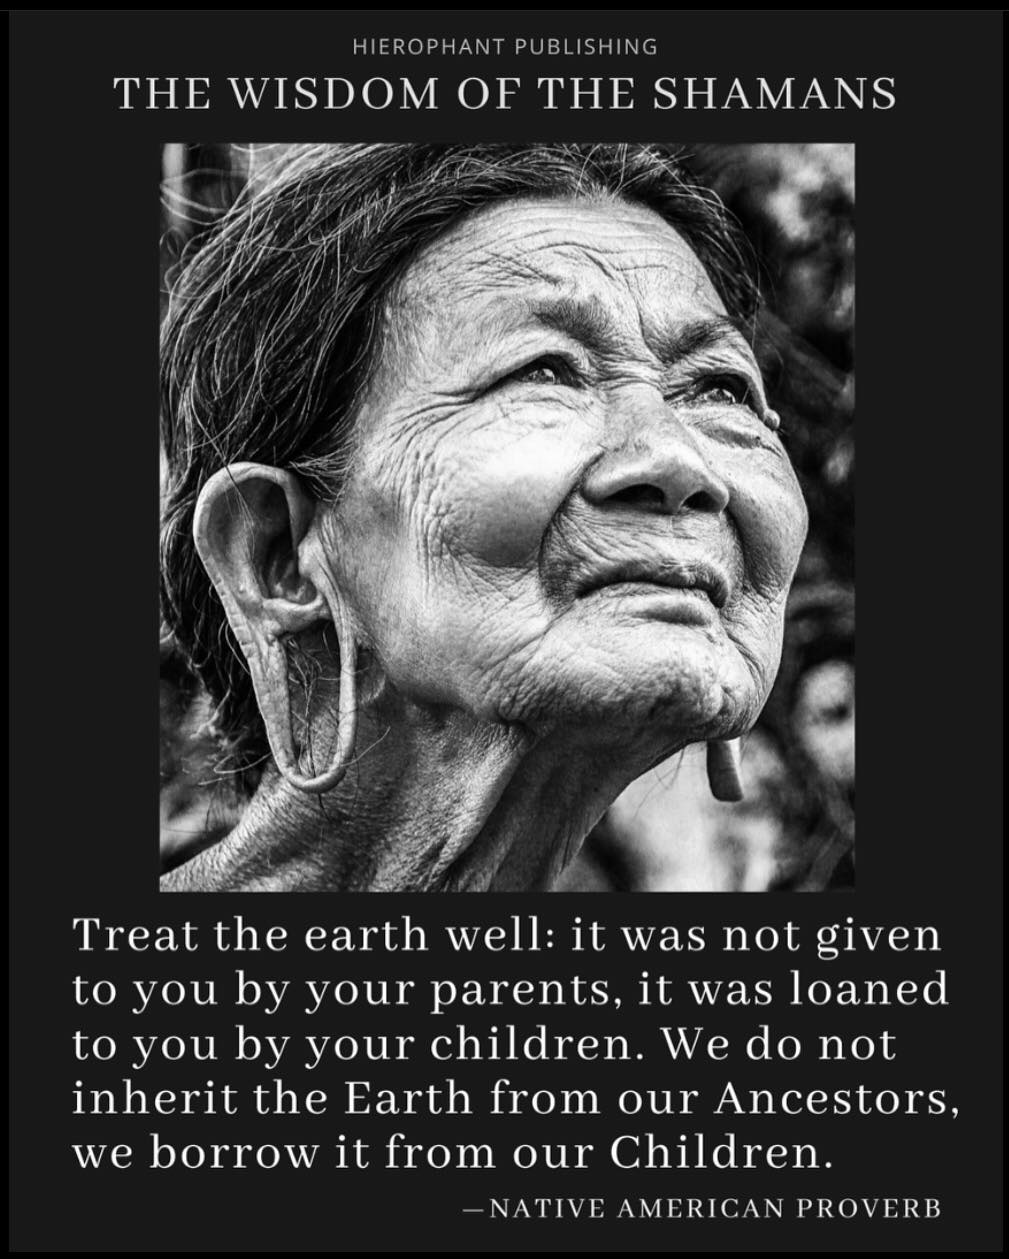 HIEROPHANT PUBLISHING
THE WISDOM OF THE SHAMANS
Treat the earth well: it was not given
to you by your parents, it was loaned
to you by your children. We do not
inherit the Earth from our Ancestors,
we borrow it from our Children.
—NATIVE AMERICAN PROVERB